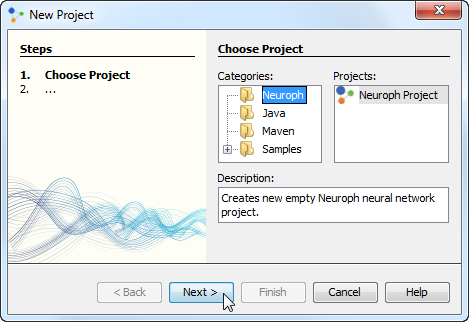 New Project
Steps
1. Choose Project
2. ...
Choose Project
Categories:
Neuroph
Java
Maven
Samples
Projects:
Neuroph Project
Description:
Creates new empty Neuroph neural network
project.
< Back
Next >
Finish
Cancel
Help